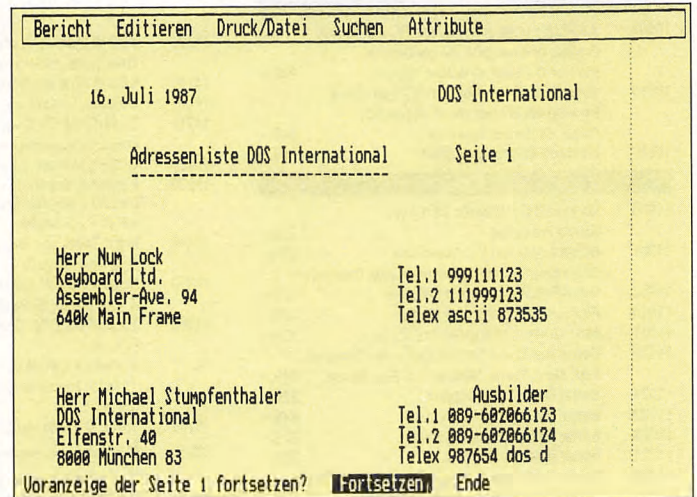 Bericht Editieren Druck/Datei Suchen Attribute
16. Juli 1987 DOS International
Adressenliste DOS International Seite 1
Herr Num Lock
Keyboard Ltd. Tel.1 999111123
Assembler-Ave. 94 Tel.2 111999123
640k Main Frame Telex ascii 873535
Herr Michael Stumpfenthaler Ausbilder
DOS International Tel.1 089-602066123
Elfenstr. 40 Tel.2 089-602066124
8000 München 83 Telex 987654 dos d
Voranzeige der Seite 1 fortsetzen? Fortsetzen. Ende